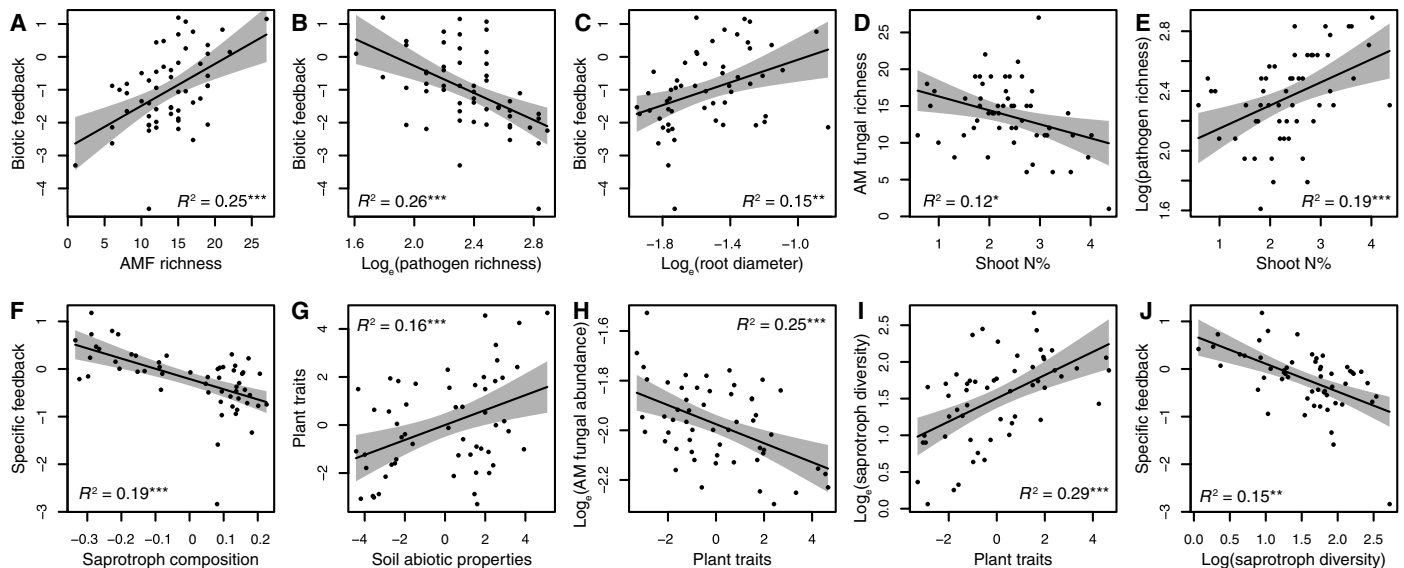 A
Biotic feedback
1
0
−1
−2
−3
−4
R² = 0.25***
0 5 10 15 20 25
AMF richness
B
Biotic feedback
1
0
−1
−2
−3
−4
R² = 0.26***
1.6 2.0 2.4 2.8
Logₑ(pathogen richness)
C
Biotic feedback
1
0
−1
−2
−3
−4
R² = 0.15**
−1.8 −1.4 −1.0
Logₑ(root diameter)
D
AM fungal richness
25
20
15
10
5
0
R² = 0.12*
1 2 3 4
Shoot N%
E
Log(pathogen richness)
2.8
2.4
2.0
1.6
R² = 0.19***
1 2 3 4
Shoot N%
F
Specific feedback
1
0
−1
−2
−3
R² = 0.19***
−0.3 −0.2 −0.1 0 0.1 0.2
Saprotroph composition
G
Plant traits
4
2
0
−2
R² = 0.16***
−4 −2 0 2 4
Soil abiotic properties
H
Logₑ(AM fungal abundance)
−1.6
−1.8
−2.0
−2.2
R² = 0.25***
−2 0 2 4
Plant traits
I
Logₑ(saprotroph diversity)
2.5
2.0
1.5
1.0
0.5
0.0
R² = 0.29***
−2 0 2 4
Plant traits
J
Specific feedback
1
0
−1
−2
−3
R² = 0.15**
0.0 0.5 1.0 1.5 2.0 2.5
Log(saprotroph diversity)